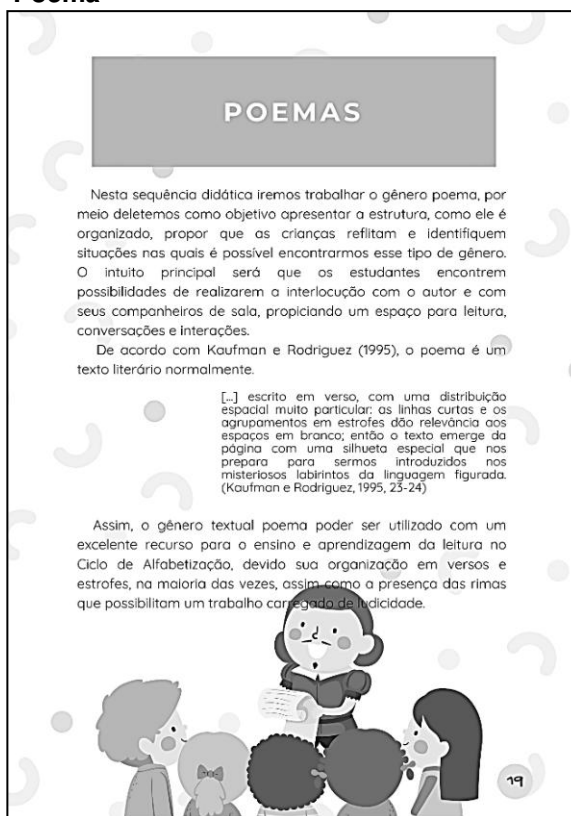 Poema
POEMAS
Nesta sequência didática iremos trabalhar o gênero poema, por
meio deletemos como objetivo apresentar a estrutura, como ele é
organizado, propor que as crianças reflitam e identifiquem
situações nas quais é possível encontrarmos esse tipo de gênero.
O intuito principal será que os estudantes encontrem
possibilidades de realizarem a interlocução com o autor e com
seus companheiros de sala, propiciando um espaço para leitura,
conversações e interações.
De acordo com Kaufman e Rodriguez (1995), o poema é um
texto literário normalmente.
[...] escrito em verso, com uma distribuição
espacial muito particular: as linhas curtas e os
agrupamentos em estrofes dão relevância aos
espaços em branco; então o texto emerge da
página com uma silhueta especial que nos
prepara para sermos introduzidos nos
misteriosos labirintos da linguagem figurada.
(Kaufman e Rodriguez, 1995, 23-24)
Assim, o gênero textual poema poder ser utilizado com um
excelente recurso para o ensino e aprendizagem da leitura no
Ciclo de Alfabetização, devido sua organização em versos e
estrofes, na maioria das vezes, assim como a presença das rimas
que possibilitam um trabalho carregado de ludicidade.
19